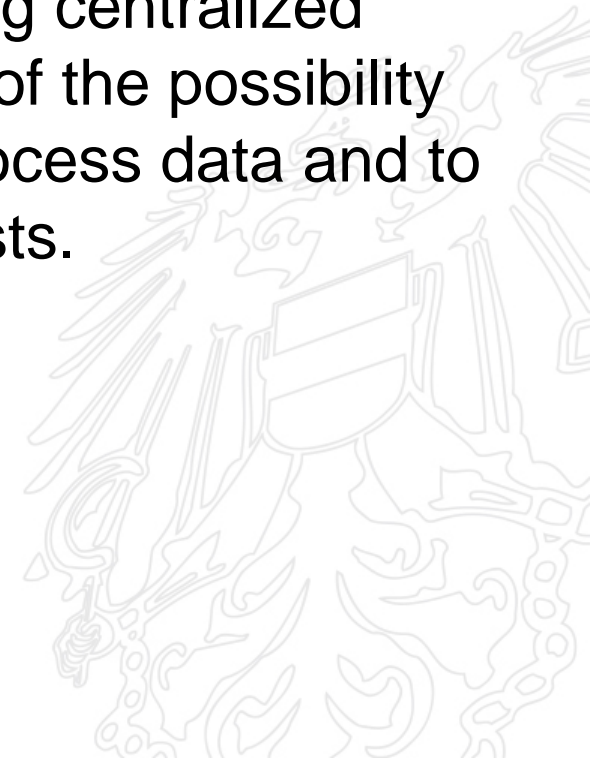 g centralized
of the possibility
ocess data and to
sts.